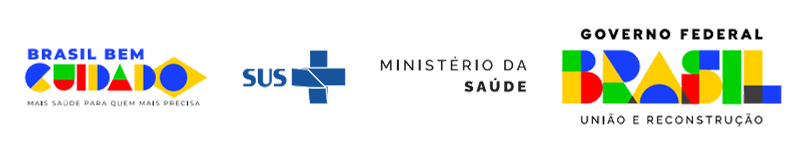 BRASIL BEM
CUIDADO
MAIS SAÚDE PARA QUEM MAIS PRECISA
SUS
MINISTÉRIO DA
SAÚDE
GOVERNO FEDERAL
BRASIL
UNIÃO E RECONSTRUÇÃO